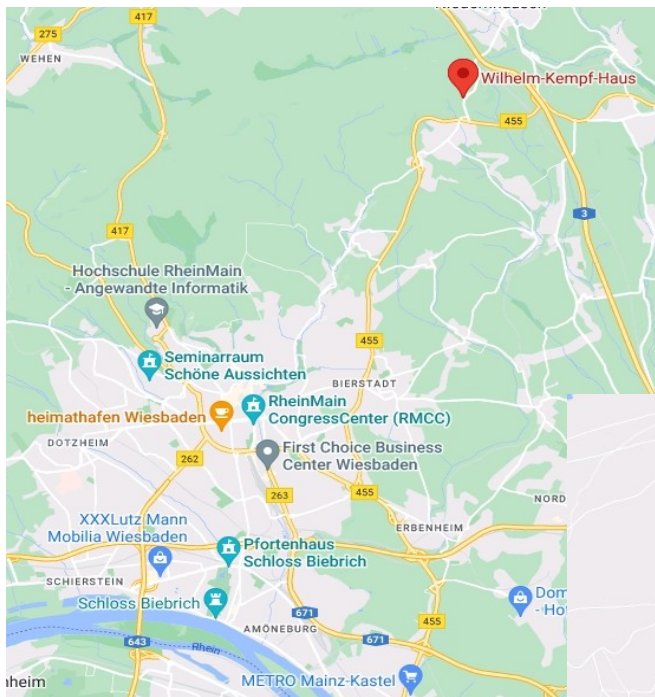 417
275
WEHEN
Wilhelm-Kempf-Haus
455
455
3
417
Hochschule RheinMain
- Angewandte Informatik
455
Seminarraum
Schöne Aussichten
BIERSTADT
RheinMain
CongressCenter (RMCC)
heimathafen Wiesbaden
DOTZHEIM
262
First Choice Business
Center Wiesbaden
263
455
NORD
ERBENHEIM
XXXLutz Mann
Mobilia Wiesbaden
Pfortenhaus
Schloss Biebrich
SCHIERSTEIN
Schloss Biebrich
Dom
- Hof
671
455
AMÖNEBURG
671
643
Rhein
nheim
METRO Mainz-Kastel